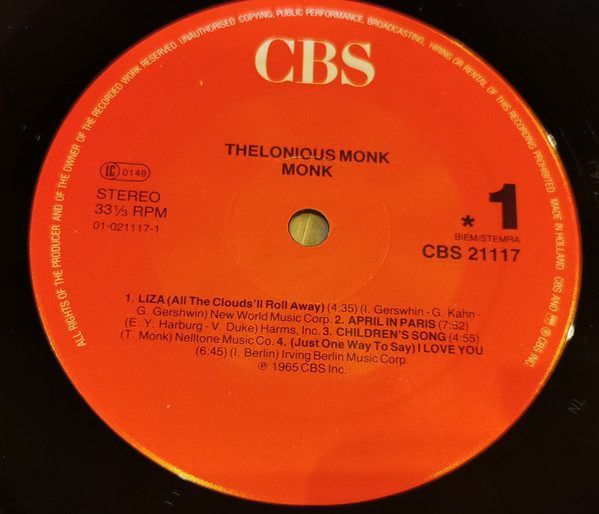 ALL RIGHTS OF THE PRODUCER AND OF THE OWNER OF THE RECORDED WORK RESERVED. UNAUTHORISED COPYING, PUBLIC PERFORMANCE, BROADCASTING, HIRING OR RENTAL OF THIS RECORDING PROHIBITED. MADE IN HOLLAND. CBS AND ℗ CBS INC.
CBS
THELONIOUS MONK
MONK
LC 0149
STEREO
33⅓ RPM
01-021117-1
* 1
BIEM/STEMRA
CBS 21117
1. LIZA (All The Clouds'll Roll Away) (4:35) (I. Gerswhin - G. Kahn -
G. Gershwin) New World Music Corp. 2. APRIL IN PARIS (7:52)
(E. Y. Harburg - V. Duke) Harms, Inc. 3. CHILDREN'S SONG (4:55)
(T. Monk) Nelltone Music Co. 4. (Just One Way To Say) I LOVE YOU
(6:45) (I. Berlin) Irving Berlin Music Corp.
℗ 1965 CBS Inc.
NL